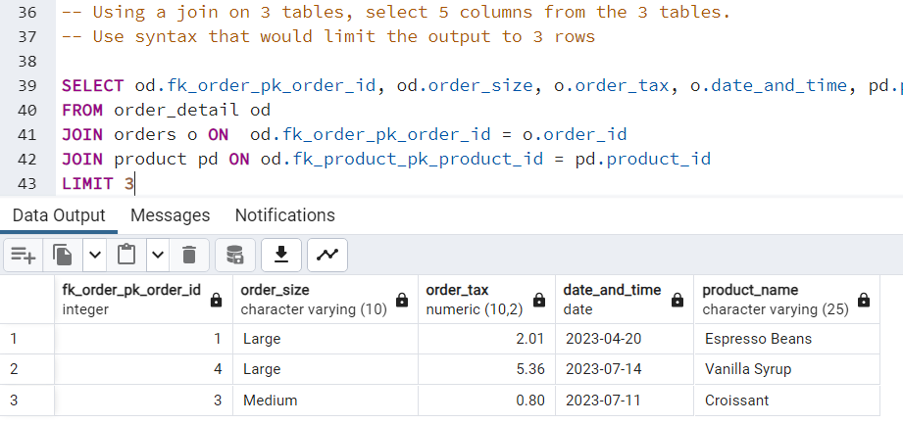 36 -- Using a join on 3 tables, select 5 columns from the 3 tables.
37 -- Use syntax that would limit the output to 3 rows
38
39 SELECT od.fk_order_pk_order_id, od.order_size, o.order_tax, o.date_and_time, pd.p
40 FROM order_detail od
41 JOIN orders o ON  od.fk_order_pk_order_id = o.order_id
42 JOIN product pd ON od.fk_product_pk_product_id = pd.product_id
43 LIMIT 3
Data Output Messages Notifications
fk_order_pk_order_id order_size order_tax date_and_time product_name
integer character varying (10) numeric (10,2) date character varying (25)
1 1 Large 2.01 2023-04-20 Espresso Beans
2 4 Large 5.36 2023-07-14 Vanilla Syrup
3 3 Medium 0.80 2023-07-11 Croissant